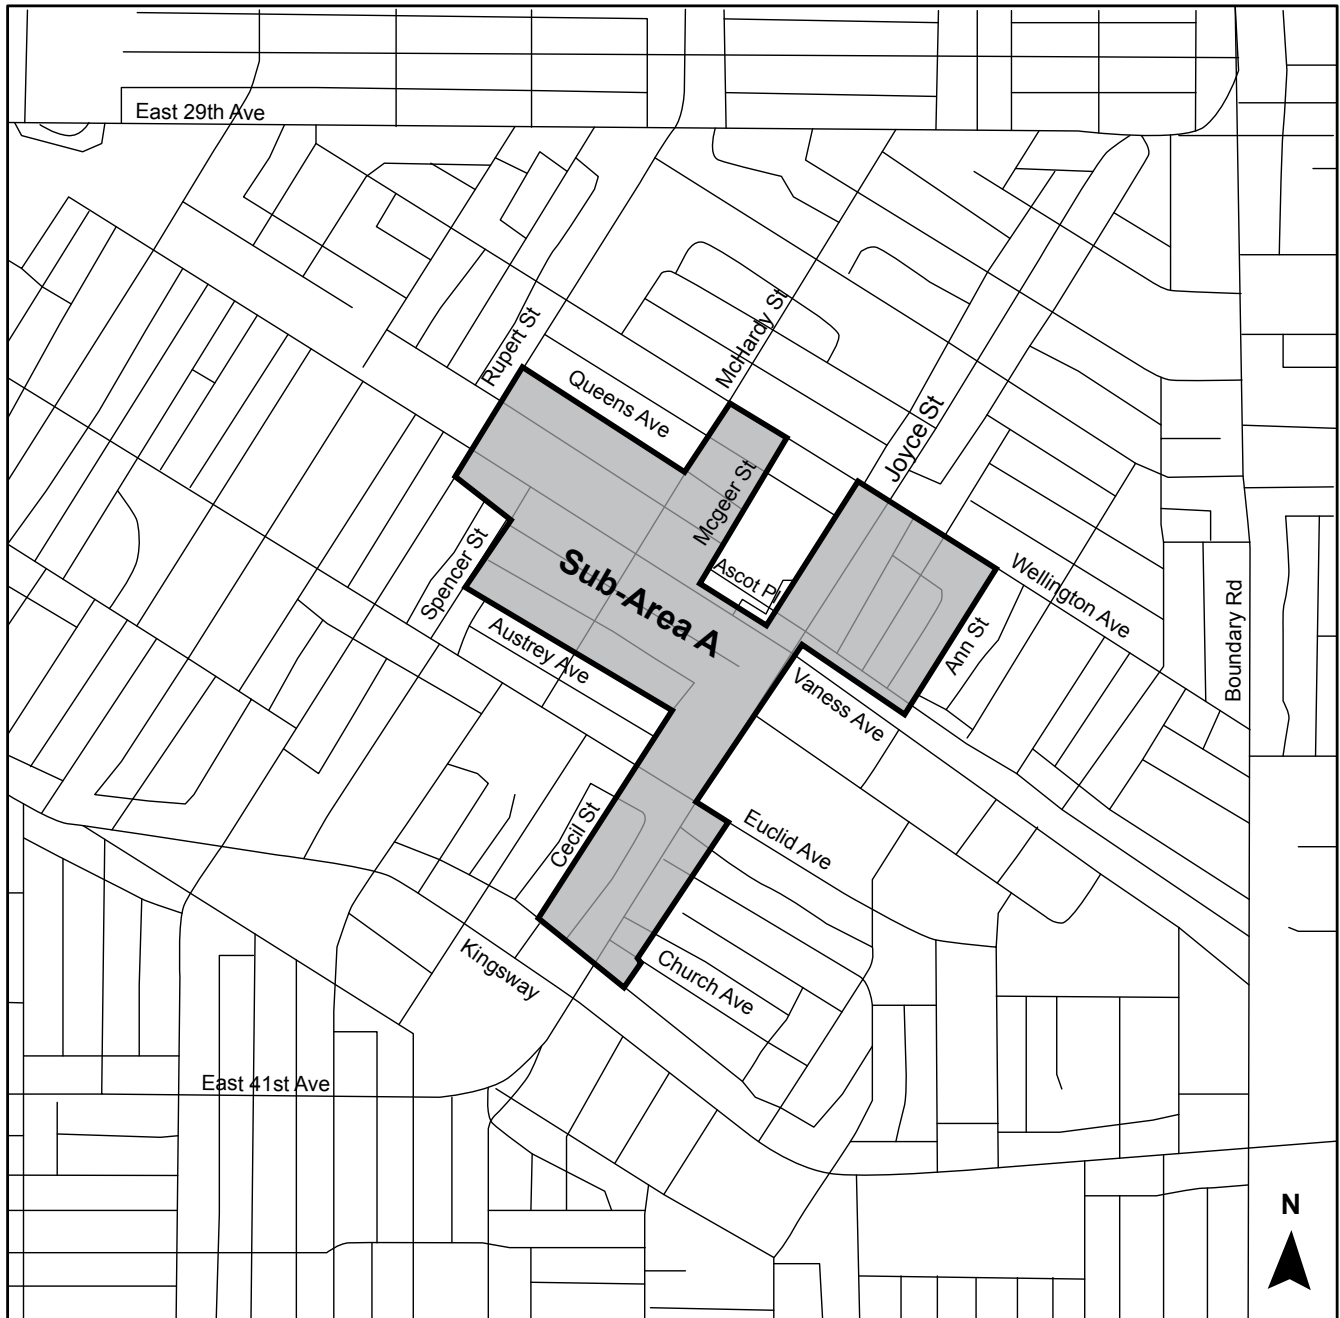 East 29th Ave
Rupert St
McHardy St
Queens Ave
Joyce St
Mcgeer St
Spencer St
Sub-Area A
Ascot Pl
Wellington Ave
Boundary Rd
Austrey Ave
Ann St
Vaness Ave
Cecil St
Euclid Ave
Kingsway
Church Ave
East 41st Ave
N